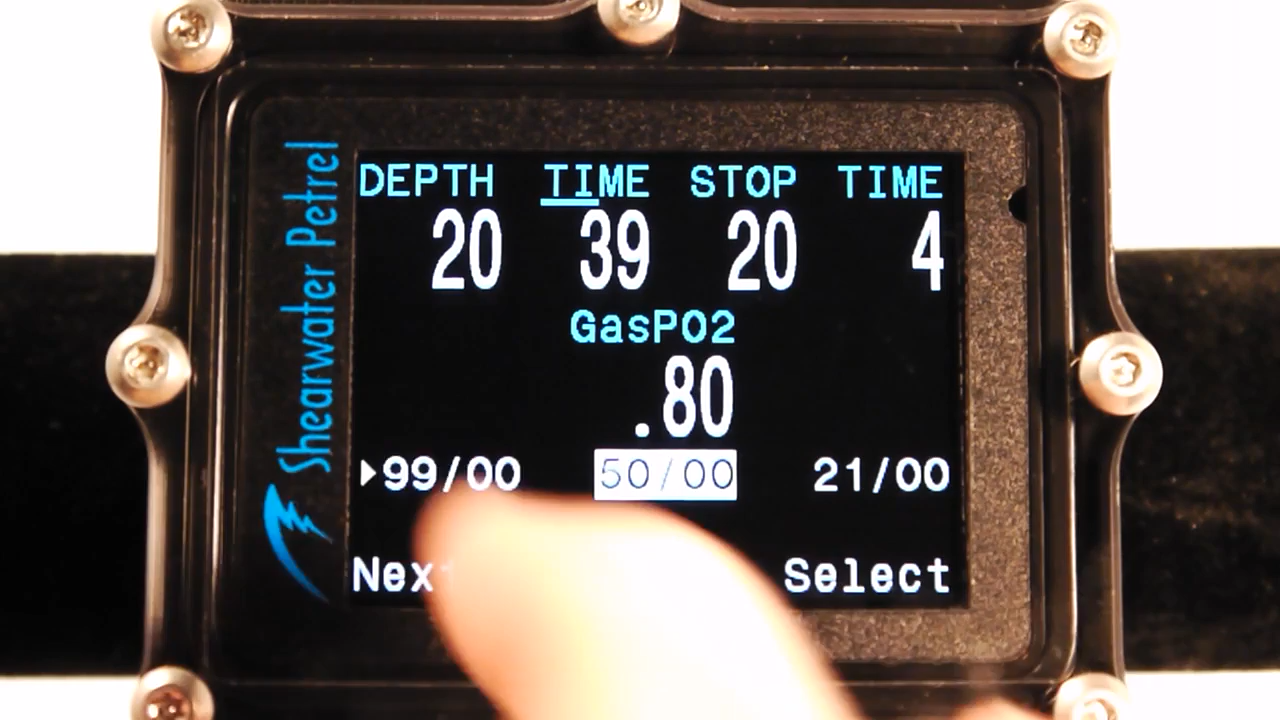 Shearwater Petrel
DEPTH TIME STOP TIME
20 39 20 4
GasPO2
.80
99/00 50/00 21/00
Nex Select